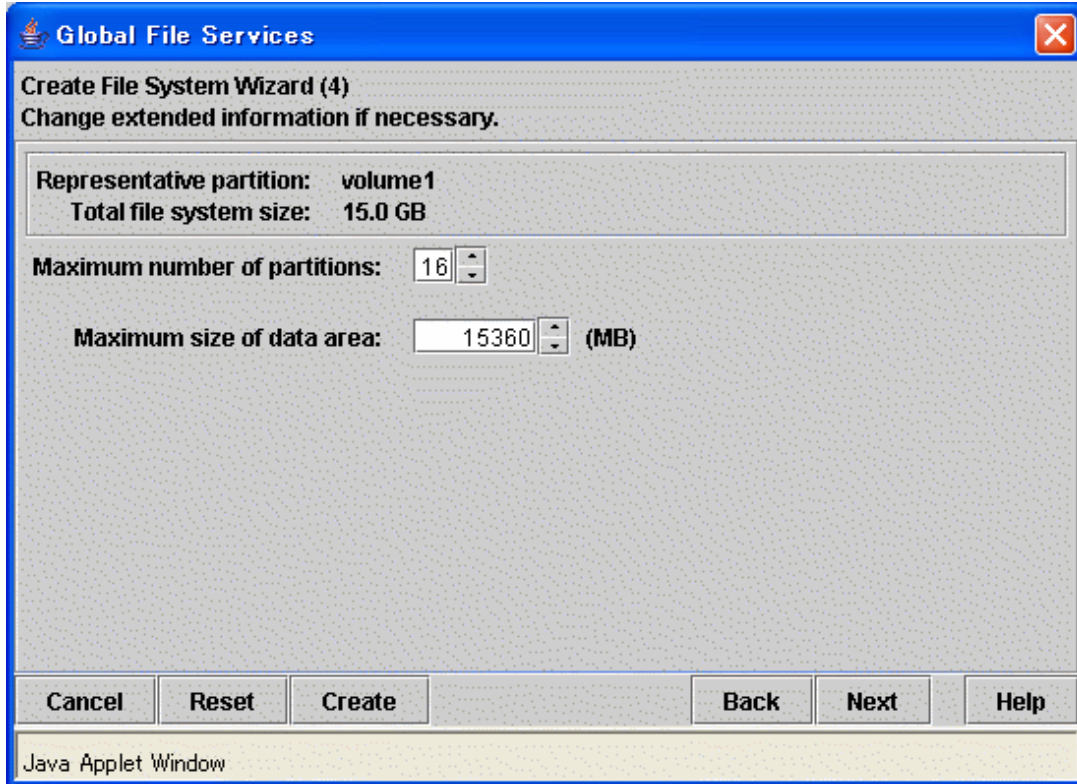 Global File Services
Create File System Wizard (4)
Change extended information if necessary.
Representative partition: volume1
Total file system size: 15.0 GB
Maximum number of partitions: 16
Maximum size of data area: 15360 (MB)
Cancel Reset Create Back Next Help
Java Applet Window